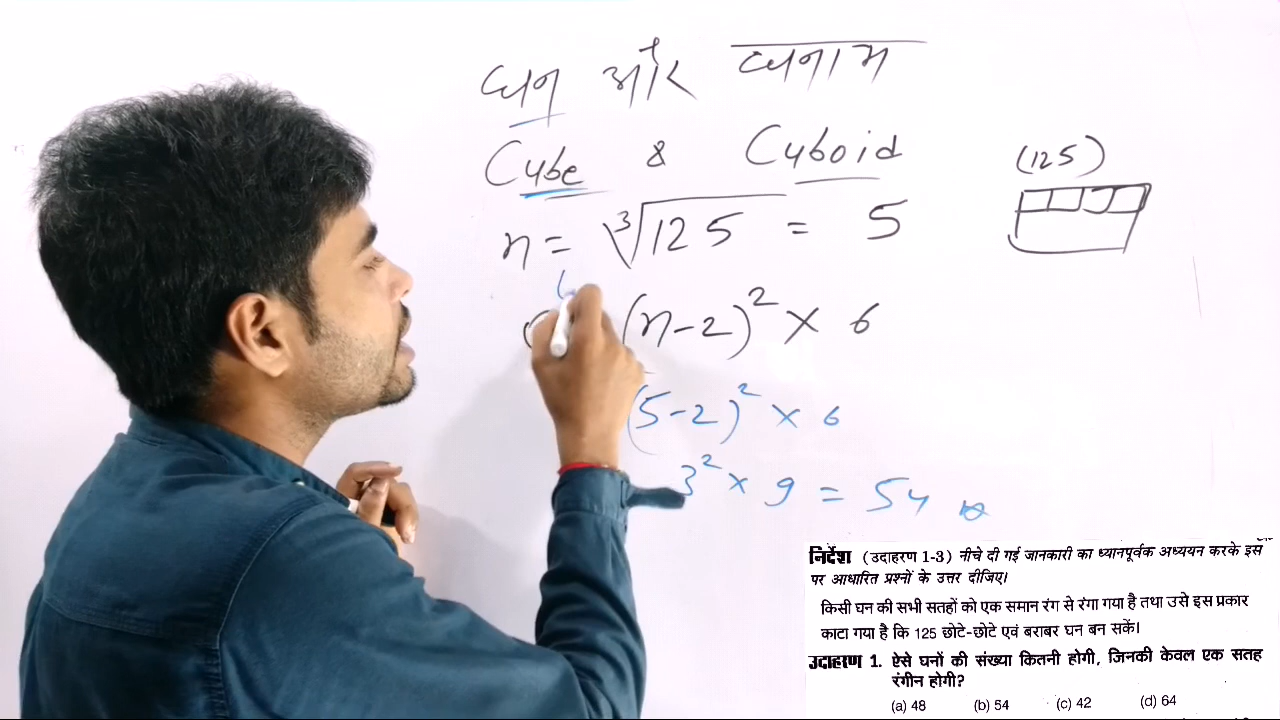 घन और घनाभ
Cube & Cuboid
(125)
n = ∛125 = 5
(n-2)² × 6
(5-2)² × 6
3² × 9 = 54
निर्देश (उदाहरण 1-3) नीचे दी गई जानकारी का ध्यानपूर्वक अध्ययन करके इस
पर आधारित प्रश्नों के उत्तर दीजिए।
किसी घन की सभी सतहों को एक समान रंग से रंगा गया है तथा उसे इस प्रकार
काटा गया है कि 125 छोटे-छोटे एवं बराबर घन बन सकें।
उदाहरण 1. ऐसे घनों की संख्या कितनी होगी, जिनकी केवल एक सतह
रंगीन होगी?
(a) 48 (b) 54 (c) 42 (d) 64